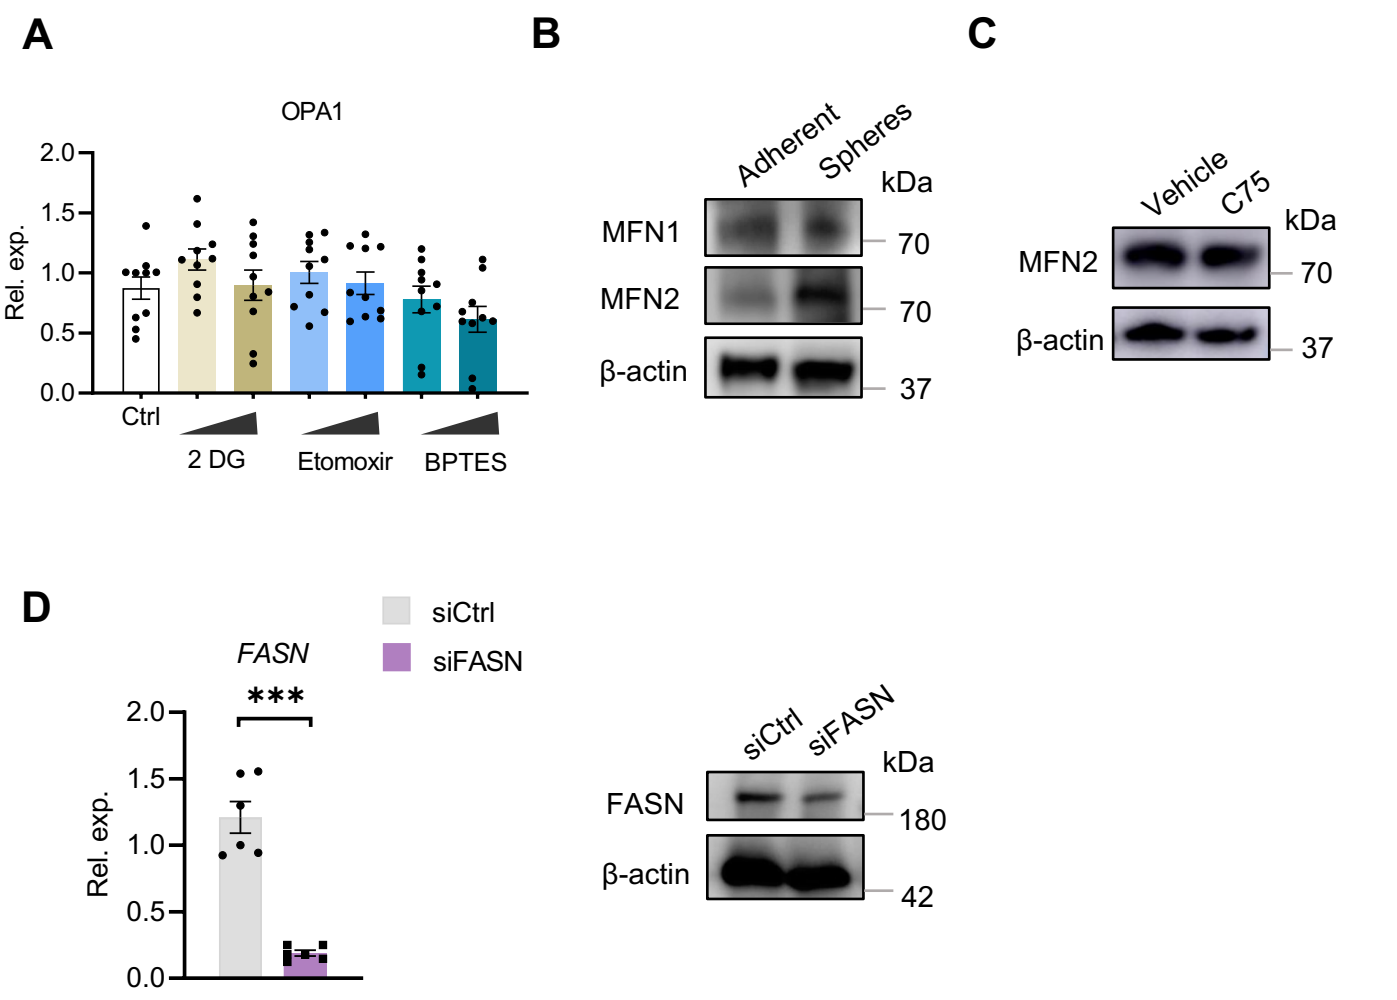 A
OPA1
2.0
1.5
1.0
0.5
0.0
Rel. exp.
Ctrl
2 DG
Etomoxir
BPTES
B
Adherent
Spheres
kDa
MFN1
70
MFN2
70
β-actin
37
C
Vehicle
C75
kDa
MFN2
70
β-actin
37
D
siCtrl
siFASN
FASN
***
2.0
1.5
1.0
0.5
0.0
Rel. exp.
siCtrl
siFASN
kDa
FASN
180
β-actin
42